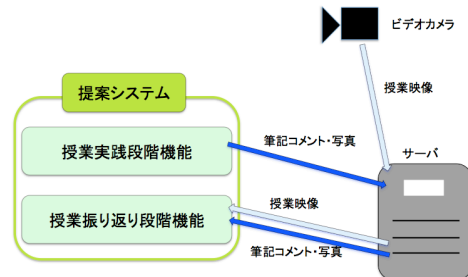 ビデオカメラ
授業映像
提案システム
授業実践段階機能
筆記コメント・写真
サーバ
授業振り返り段階機能
授業映像
筆記コメント・写真